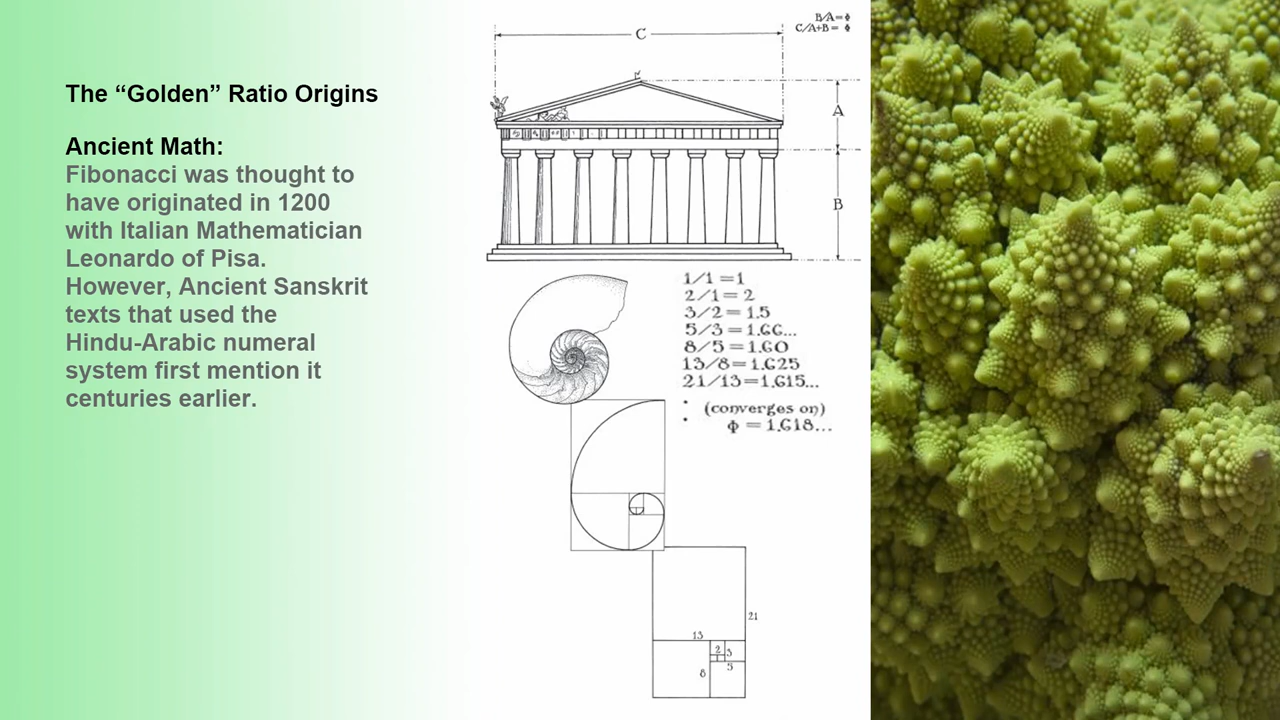 The “Golden” Ratio Origins
Ancient Math:
Fibonacci was thought to
have originated in 1200
with Italian Mathematician
Leonardo of Pisa.
However, Ancient Sanskrit
texts that used the
Hindu-Arabic numeral
system first mention it
centuries earlier.
B/A=Φ
C/A+B= Φ
C
A
B
1/1 =1
2/1= 2
3/2= 1.5
5/3 =1.66...
8/5 =1.60
13/8=1.625
21/13=1.615...
(converges on)
Φ = 1.618...
21
13
2
3
1
5
8